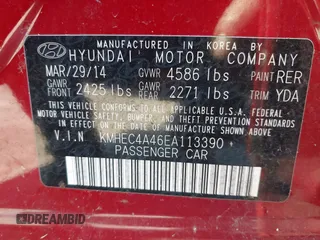 MANUFACTURED IN KOREA BY
HYUNDAI MOTOR COMPANY
MAR/29/14 GVWR 4586 lbs PAINT RER
GAWR FRONT 2425 lbs GAWR REAR 2271 lbs TRIM YDA
THIS VEHICLE CONFORMS TO ALL APPLICABLE U.S. FEDERAL
MOTOR VEHICLE SAFETY, BUMPER, AND THEFT PREVENTION
STANDARDS IN EFFECT ON THE DATE OF MANUFACTURE SHOWN ABOVE.
V.I.N. KMHEC4A46EA113390
PASSENGER CAR
DREAMBID